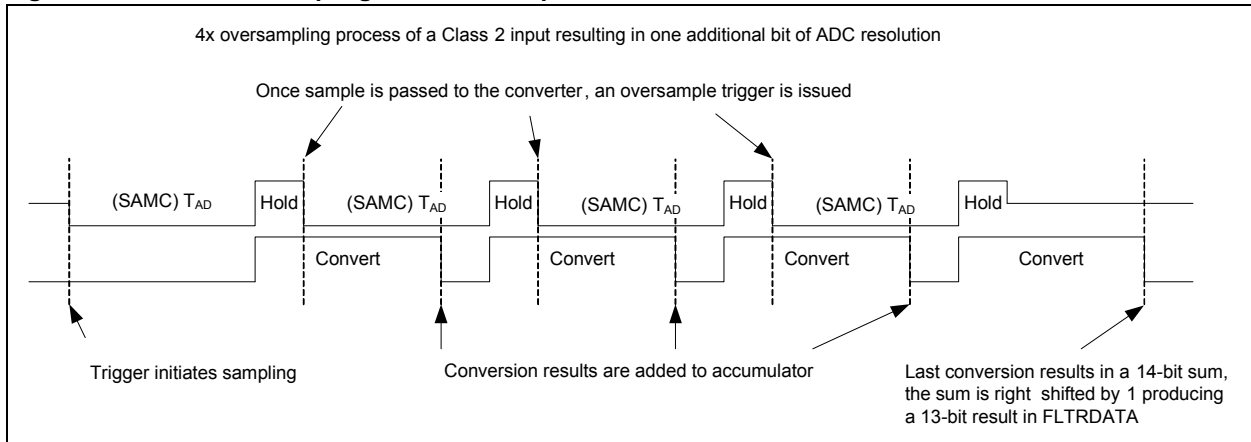 4x oversampling process of a Class 2 input resulting in one additional bit of ADC resolution
Once sample is passed to the converter, an oversample trigger is issued
(SAMC) TAD Hold (SAMC) TAD Hold (SAMC) TAD Hold (SAMC) TAD Hold
Convert Convert Convert Convert
Trigger initiates sampling
Conversion results are added to accumulator
Last conversion results in a 14-bit sum,
the sum is right shifted by 1 producing
a 13-bit result in FLTRDATA